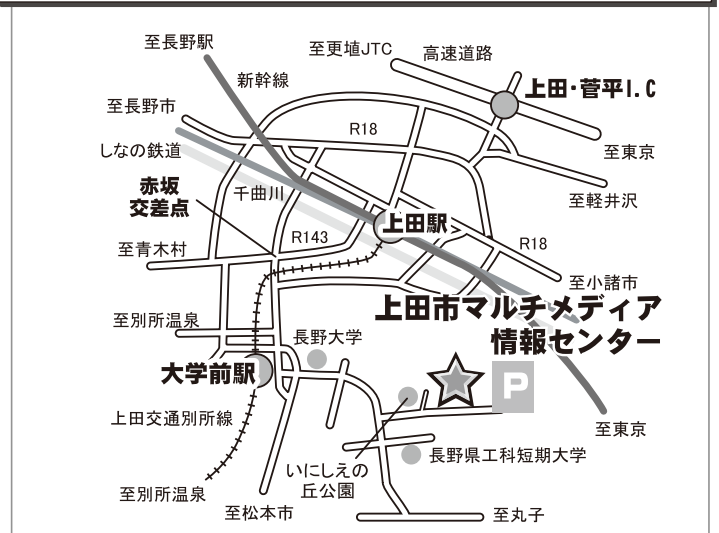 至長野駅
至更埴JTC
高速道路
新幹線
上田・菅平I.C
至長野市
R18
しなの鉄道
至東京
赤坂
交差点
千曲川
至軽井沢
上田駅
R143
R18
至青木村
至小諸市
上田市マルチメディア
情報センター
至別所温泉
長野大学
大学前駅
P
上田交通別所線
至東京
長野県工科短期大学
いにしえの
丘公園
至別所温泉
至松本市
至丸子